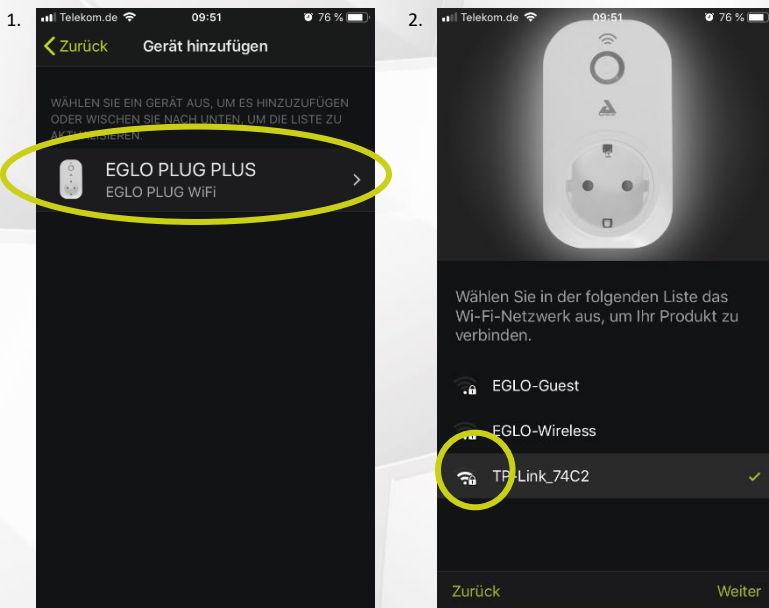 1.
Telekom.de 09:51 76 %
Zurück Gerät hinzufügen
WÄHLEN SIE EIN GERÄT AUS, UM ES HINZUZUFÜGEN
ODER WISCHEN SIE NACH UNTEN, UM DIE LISTE ZU
AKTUALISIEREN.
EGLO PLUG PLUS
EGLO PLUG WiFi
2.
Telekom.de 09:51 76 %
Wählen Sie in der folgenden Liste das
Wi-Fi-Netzwerk aus, um Ihr Produkt zu
verbinden.
EGLO-Guest
EGLO-Wireless
TP-Link_74C2
Zurück Weiter